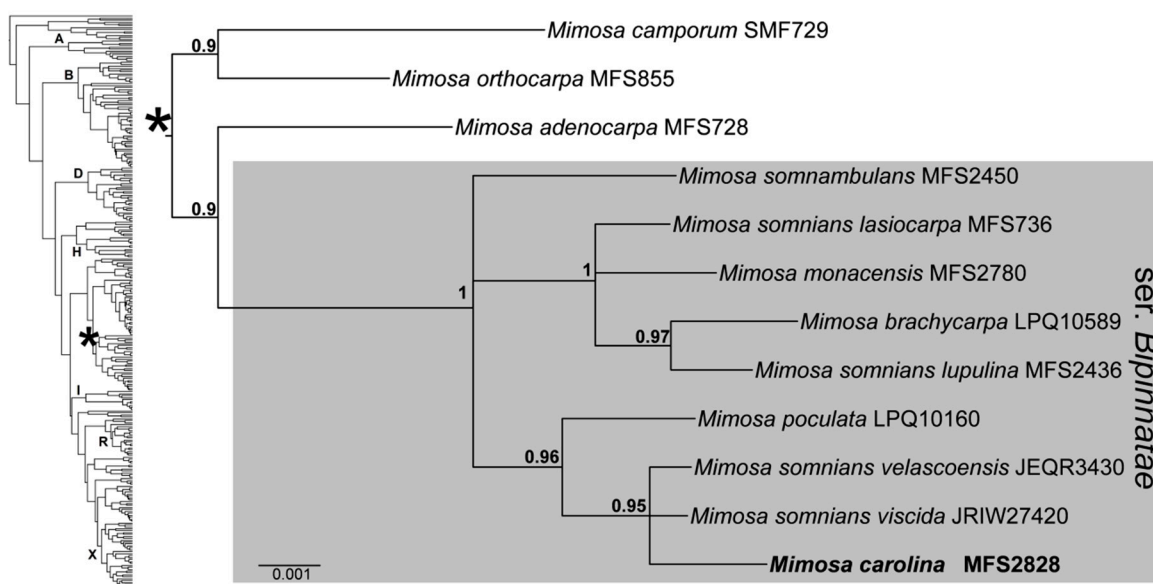 A
B
D
H
*
I
R
X
*
0.9
0.9
1
1
0.97
0.96
0.95
Mimosa camporum SMF729
Mimosa orthocarpa MFS855
Mimosa adenocarpa MFS728
Mimosa somnambulans MFS2450
Mimosa somnians lasiocarpa MFS736
Mimosa monacensis MFS2780
Mimosa brachycarpa LPQ10589
Mimosa somnians lupulina MFS2436
Mimosa poculata LPQ10160
Mimosa somnians velascoensis JEQR3430
Mimosa somnians viscida JRIW27420
Mimosa carolina MFS2828
ser. Bipinnatae
0.001